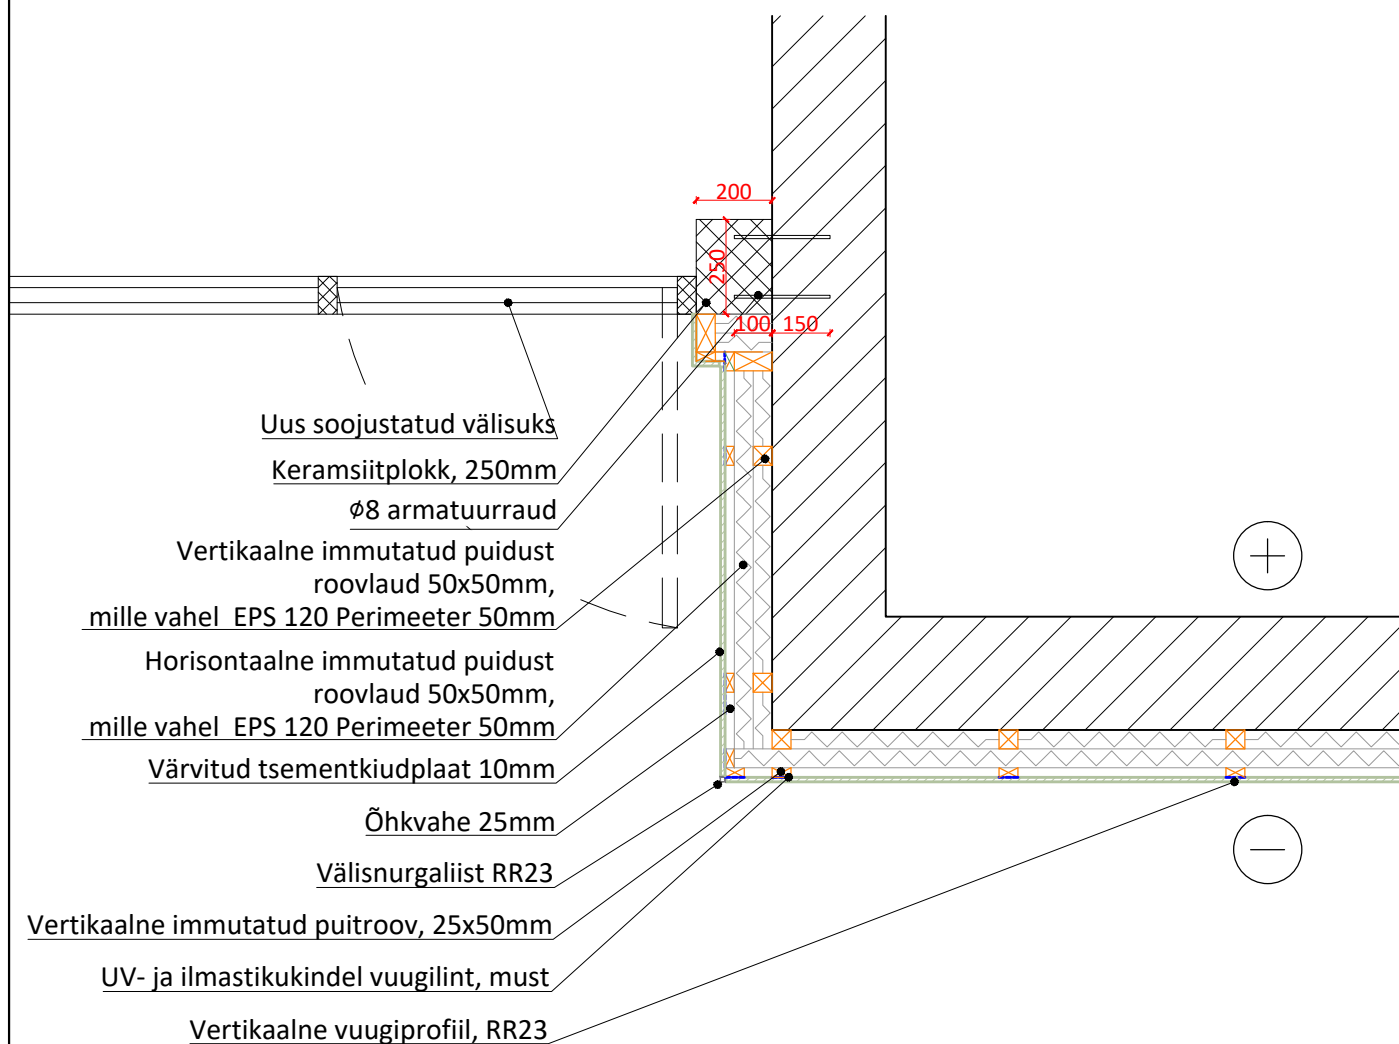 200
250
100
150
Uus soojustatud välisuks
Keramsiitplokk, 250mm
⌀8 armatuurraud
Vertikaalne immutatud puidust
roovlaud 50x50mm,
mille vahel EPS 120 Perimeeter 50mm
Horisontaalne immutatud puidust
roovlaud 50x50mm,
mille vahel EPS 120 Perimeeter 50mm
Värvitud tsementkiudplaat 10mm
Õhkvahe 25mm
Välisnurgaliist RR23
Vertikaalne immutatud puitroov, 25x50mm
UV- ja ilmastikukindel vuugilint, must
Vertikaalne vuugiprofiil, RR23
+
−